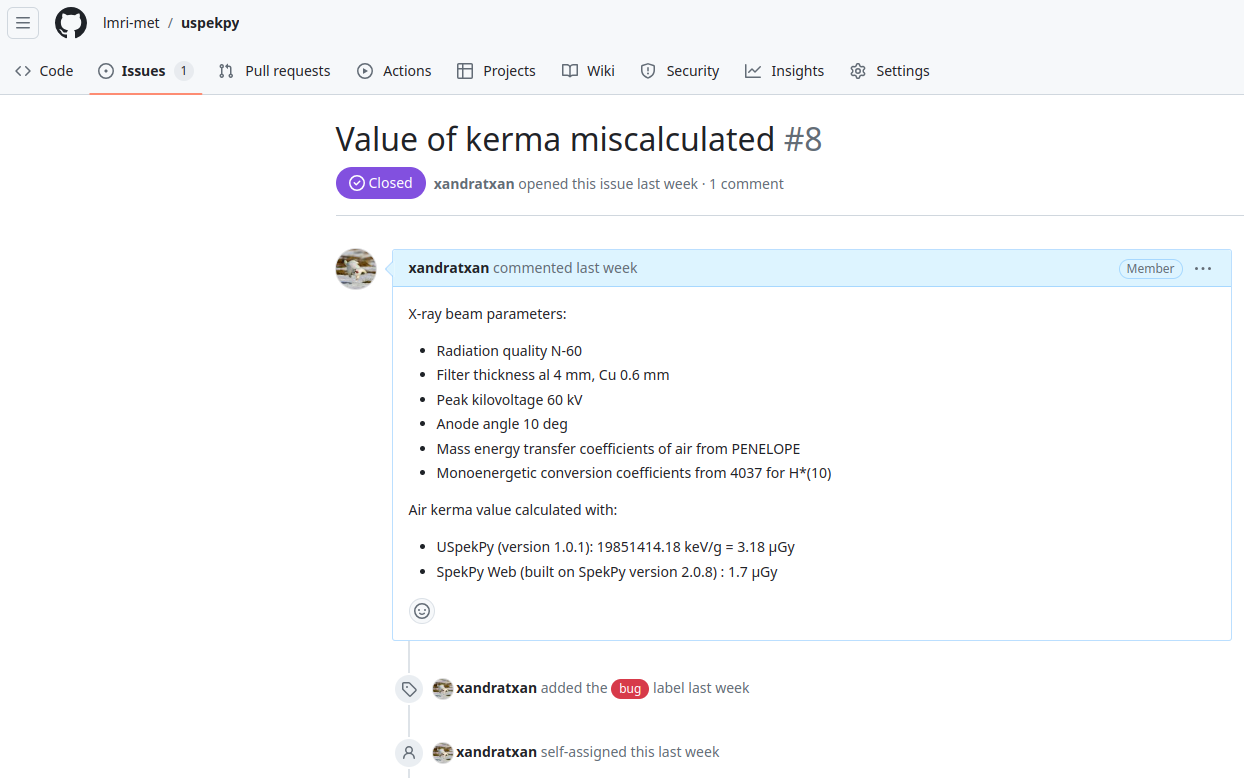 lmri-met / uspekpy
Code Issues 1 Pull requests Actions Projects Wiki Security Insights Settings
Value of kerma miscalculated #8
Closed xandratxan opened this issue last week · 1 comment
xandratxan commented last week Member
X-ray beam parameters:
Radiation quality N-60
Filter thickness al 4 mm, Cu 0.6 mm
Peak kilovoltage 60 kV
Anode angle 10 deg
Mass energy transfer coefficients of air from PENELOPE
Monoenergetic conversion coefficients from 4037 for H*(10)
Air kerma value calculated with:
USpekPy (version 1.0.1): 19851414.18 keV/g = 3.18 μGy
SpekPy Web (built on SpekPy version 2.0.8) : 1.7 μGy
xandratxan added the bug label last week
xandratxan self-assigned this last week